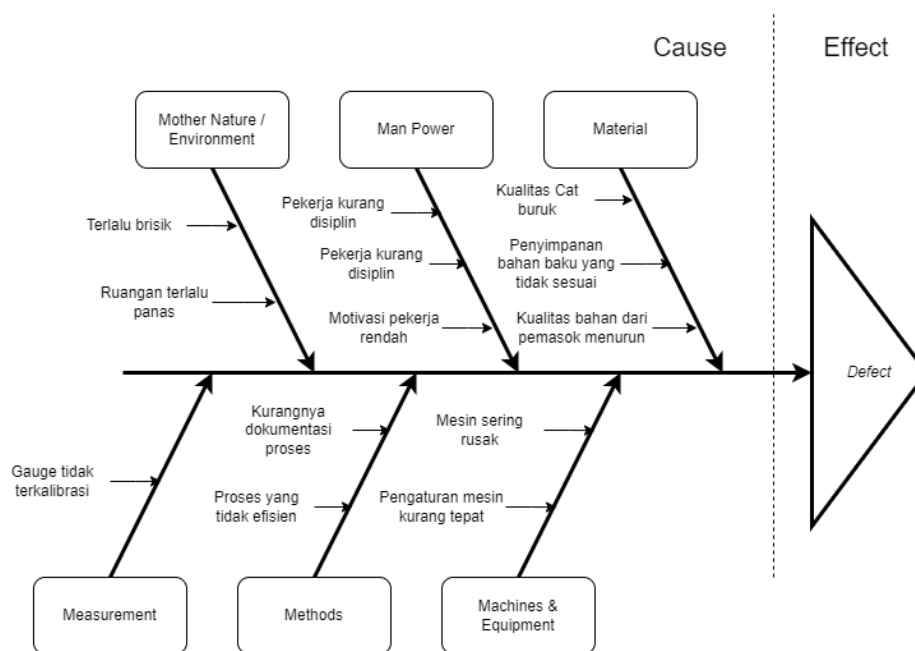 Cause
Effect
Mother Nature /
Environment
Man Power
Material
Terlalu brisik
Ruangan terlalu
panas
Pekerja kurang
disiplin
Pekerja kurang
disiplin
Motivasi pekerja
rendah
Kualitas Cat
buruk
Penyimpanan
bahan baku yang
tidak sesuai
Kualitas bahan dari
pemasok menurun
Defect
Gauge tidak
terkalibrasi
Kurangnya
dokumentasi
proses
Proses yang
tidak efisien
Mesin sering
rusak
Pengaturan mesin
kurang tepat
Measurement
Methods
Machines &
Equipment